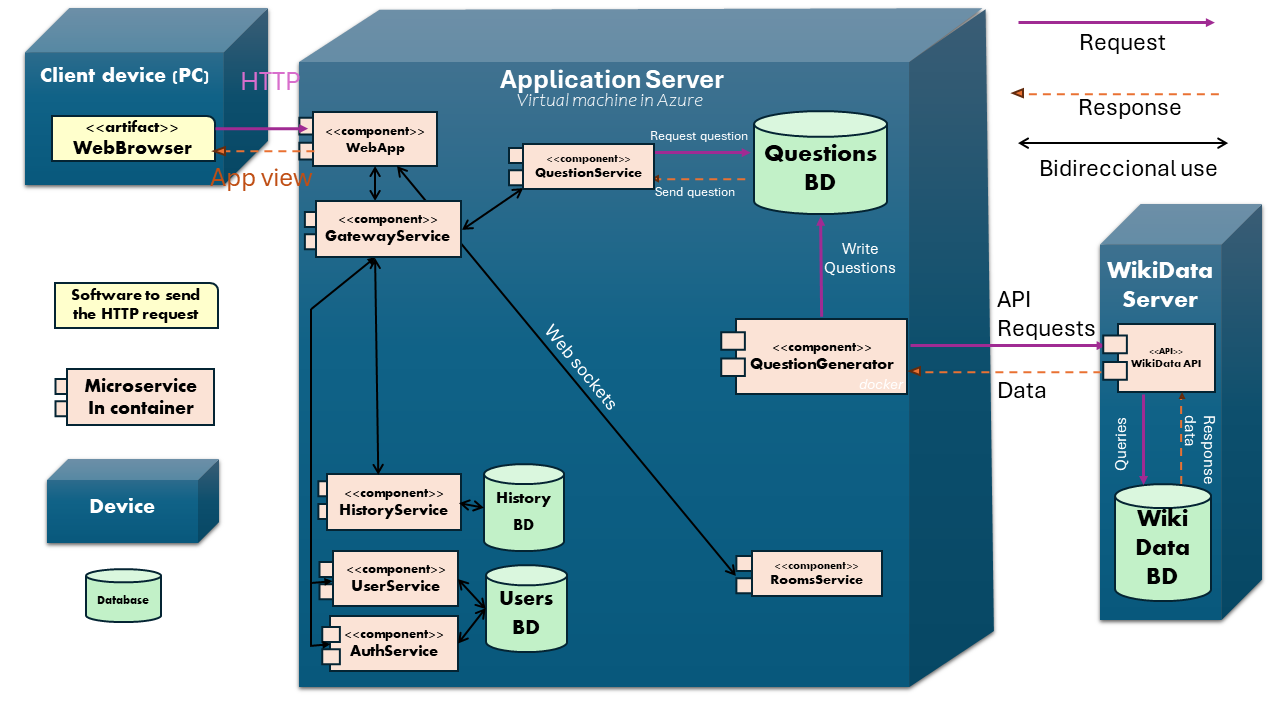 Client device (PC)
<<artifact>>
WebBrowser
HTTP
App view
Application Server
Virtual machine in Azure
<<component>>
WebApp
<<component>>
GatewayService
<<component>>
QuestionService
Request question
Send question
Questions
BD
Write
Questions
<<component>>
QuestionGenerator
docker
Web sockets
<<component>>
HistoryService
History
BD
<<component>>
UserService
<<component>>
AuthService
Users
BD
<<component>>
RoomsService
Request
Response
Bidireccional use
API
Requests
Data
WikiData
Server
<<API>>
WikiData API
Queries
Response
data
Wiki
Data
BD
Software to send
the HTTP request
Microservice
In container
Device
Database